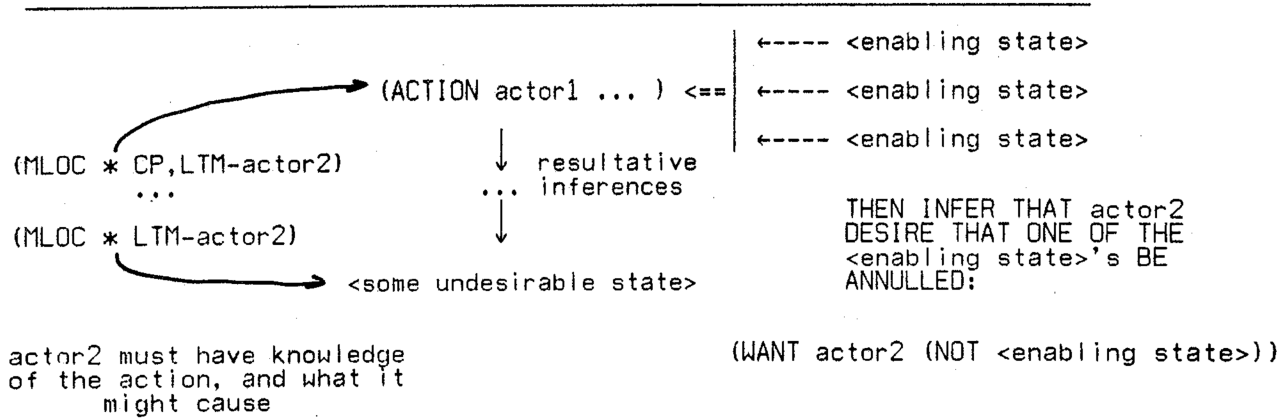 ←----- <enabling state>
(ACTION actor1 ... ) <== ←----- <enabling state>
←----- <enabling state>
(MLOC * CP,LTM-actor2)
...
(MLOC * LTM-actor2)
resultative
... inferences
<some undesirable state>
THEN INFER THAT actor2
DESIRE THAT ONE OF THE
<enabling state>'s BE
ANNULLED:
actor2 must have knowledge
of the action, and what it
might cause
(WANT actor2 (NOT <enabling state>))